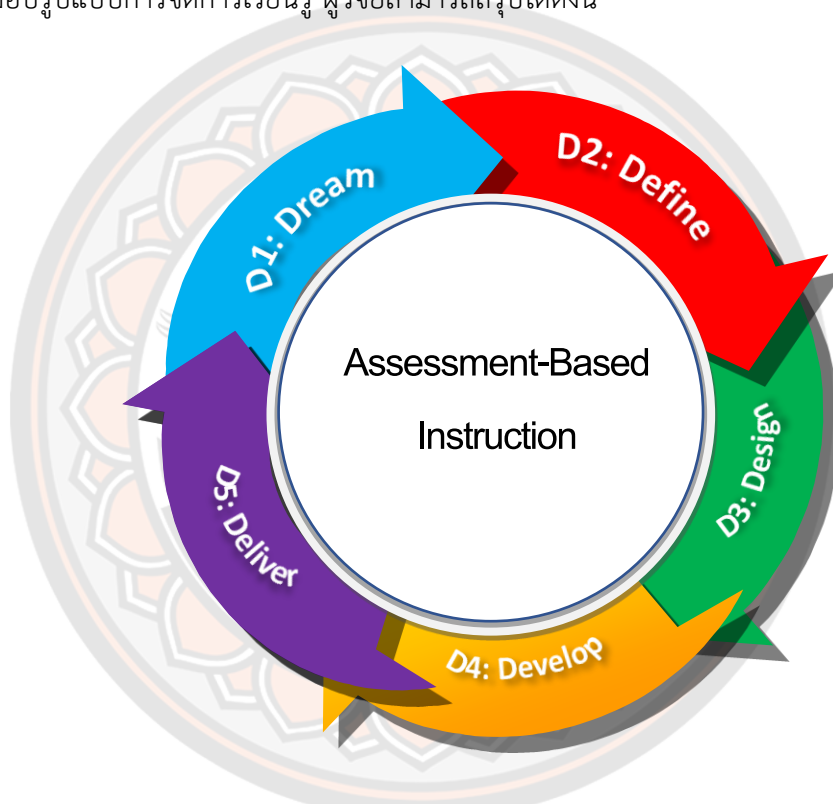 รูปแบบการจัดการเรียนรู้ ผู้วิจัยสามารถสรุปได้ดังนี้
D1: Dream
D2: Define
Assessment-Based
Instruction
D3: Design
D4: Develop
D5: Deliver